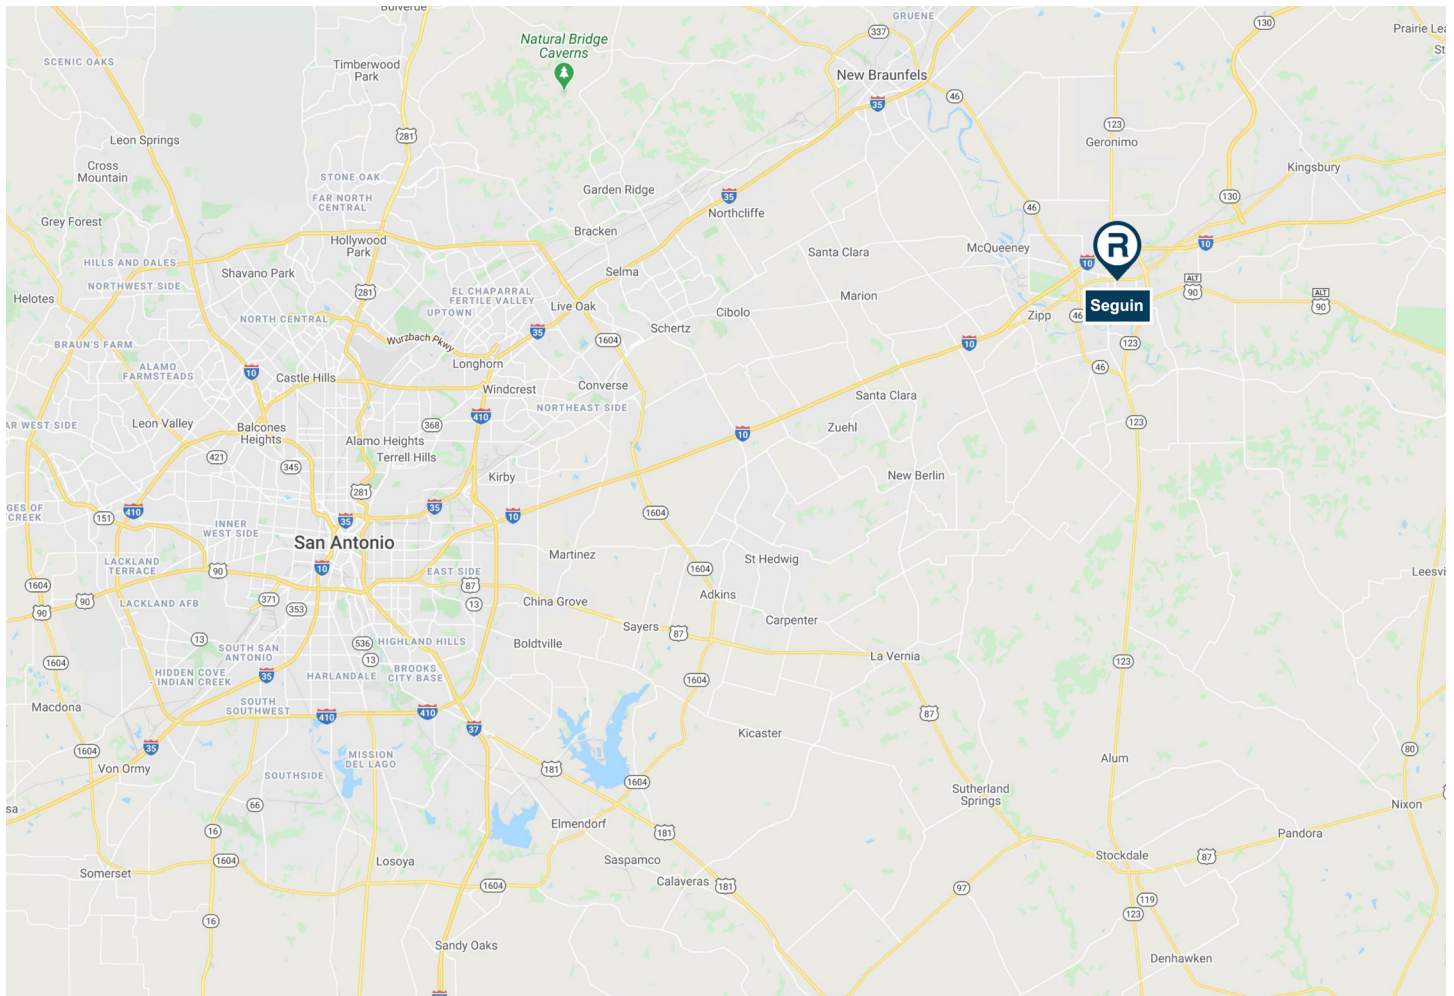 Bulverde
GRUENE
130
337
Prairie Lea
St
Natural Bridge
Caverns
SCENIC OAKS
Timberwood
Park
New Braunfels
35
46
281
123
Leon Springs
Geronimo
Cross
Mountain
Kingsbury
STONE OAK
Garden Ridge
FAR NORTH
CENTRAL
35
130
46
Northcliffe
Grey Forest
Bracken
Hollywood
Park
R
10
McQueeney
Santa Clara
HILLS AND DALES
Shavano Park
Selma
10
ALT
90
NORTHWEST SIDE
EL CHAPARRAL
FERTILE VALLEY
281
Helotes
Live Oak
Marion
ALT
90
Seguin
UPTOWN
Cibolo
NORTH CENTRAL
Zipp
46
Schertz
35
Wurzbach Pkwy
1604
BRAUN'S FARM
10
123
ALAMO
FARMSTEADS
Longhorn
10
46
Castle Hills
Windcrest
Converse
Santa Clara
NORTHEAST SIDE
410
Leon Valley
AR WEST SIDE
368
Balcones
Heights
Zuehl
123
10
Alamo Heights
Terrell Hills
421
345
Kirby
New Berlin
281
GES OF
CREEK
410
151
35
35
10
1604
INNER
WEST SIDE
San Antonio
Martinez
St Hedwig
LACKLAND
TERRACE
90
10
EAST SIDE
1604
Leesvi
1604
87
Adkins
90
90
LACKLAND AFB
371
353
13
China Grove
Carpenter
Sayers
87
13
536
HIGHLAND HILLS
Boldtville
SOUTH SAN
ANTONIO
La Vernia
1604
13
123
HIDDEN COVE
INDIAN CREEK
35
HARLANDALE
BROOKS
CITY BASE
1604
Macdona
SOUTH
SOUTHWEST
410
410
37
87
Kicaster
1604
35
80
Von Ormy
MISSION
DEL LAGO
Alum
181
SOUTHSIDE
1604
Sutherland
Springs
66
sa
Nixon
16
Elmendorf
181
Pandora
Losoya
1604
Saspamco
Stockdale
87
Somerset
Calaveras
1604
181
97
119
123
16
Sandy Oaks
Denhawken